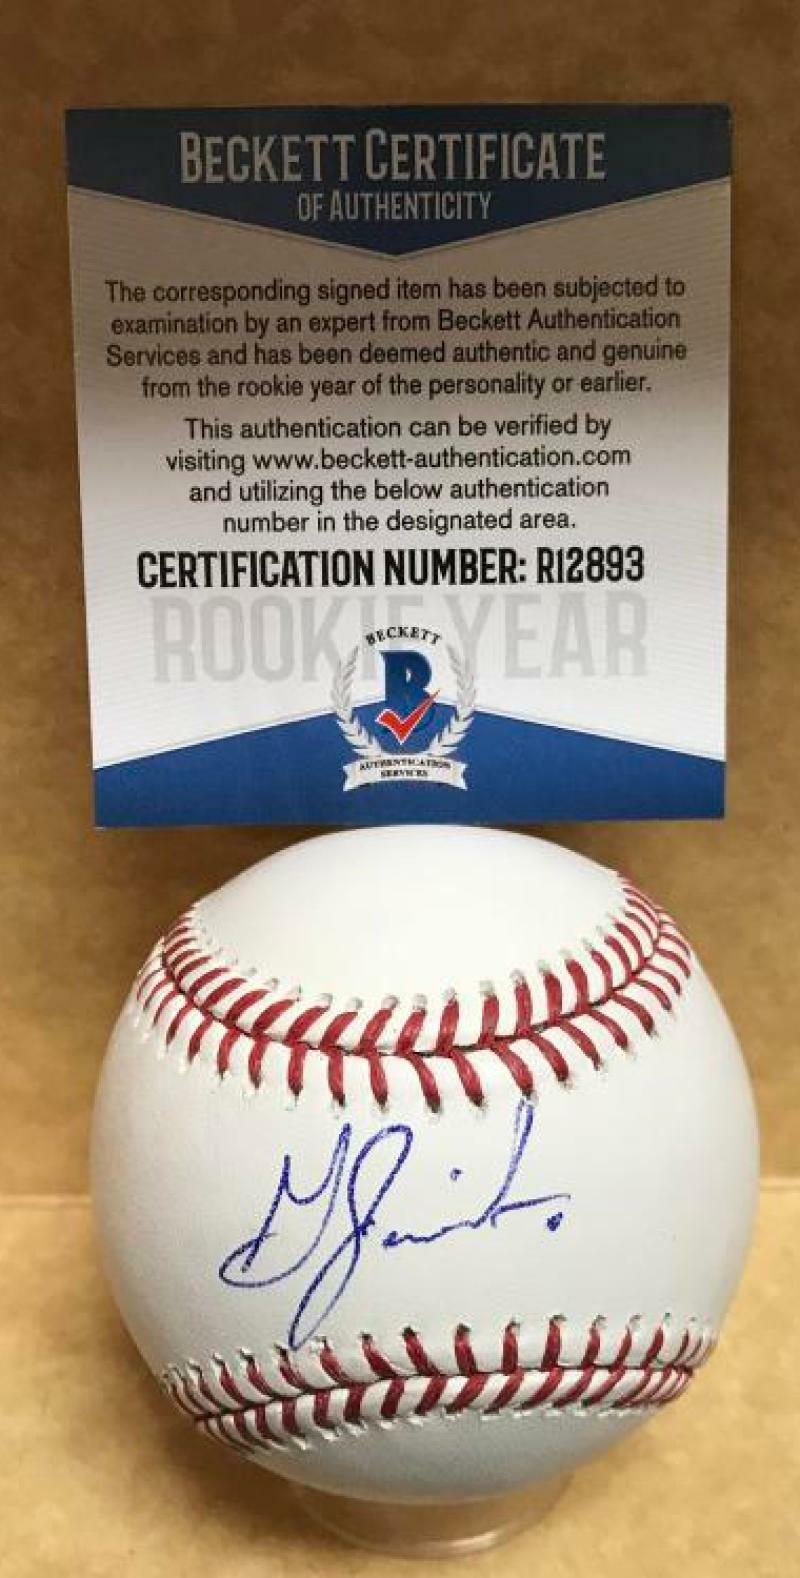 BECKETT CERTIFICATE
OF AUTHENTICITY
The corresponding signed item has been subjected to
examination by an expert from Beckett Authentication
Services and has been deemed authentic and genuine
from the rookie year of the personality or earlier.
This authentication can be verified by
visiting www.beckett-authentication.com
and utilizing the below authentication
number in the designated area.
CERTIFICATION NUMBER: R12893
ROOKIE YEAR
BECKETT
B
AUTHENTICATION
SERVICES